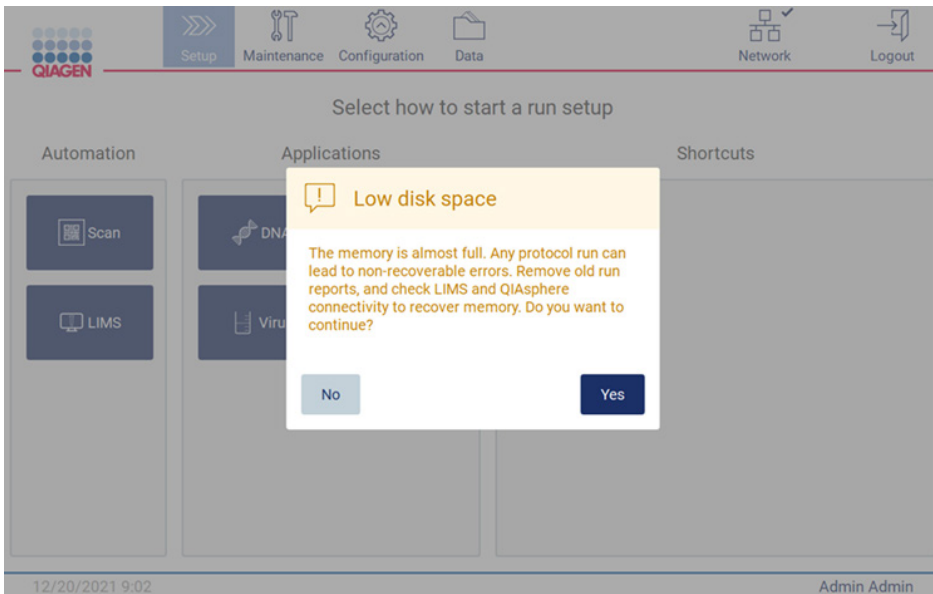 QIAGEN
Setup
Maintenance
Configuration
Data
Network
Logout
Select how to start a run setup
Automation
Applications
Shortcuts
Scan
LIMS
DNA
Viru
Low disk space
The memory is almost full. Any protocol run can
lead to non-recoverable errors. Remove old run
reports, and check LIMS and QIAsphere
connectivity to recover memory. Do you want to
continue?
No
Yes
12/20/2021 9:02
Admin Admin